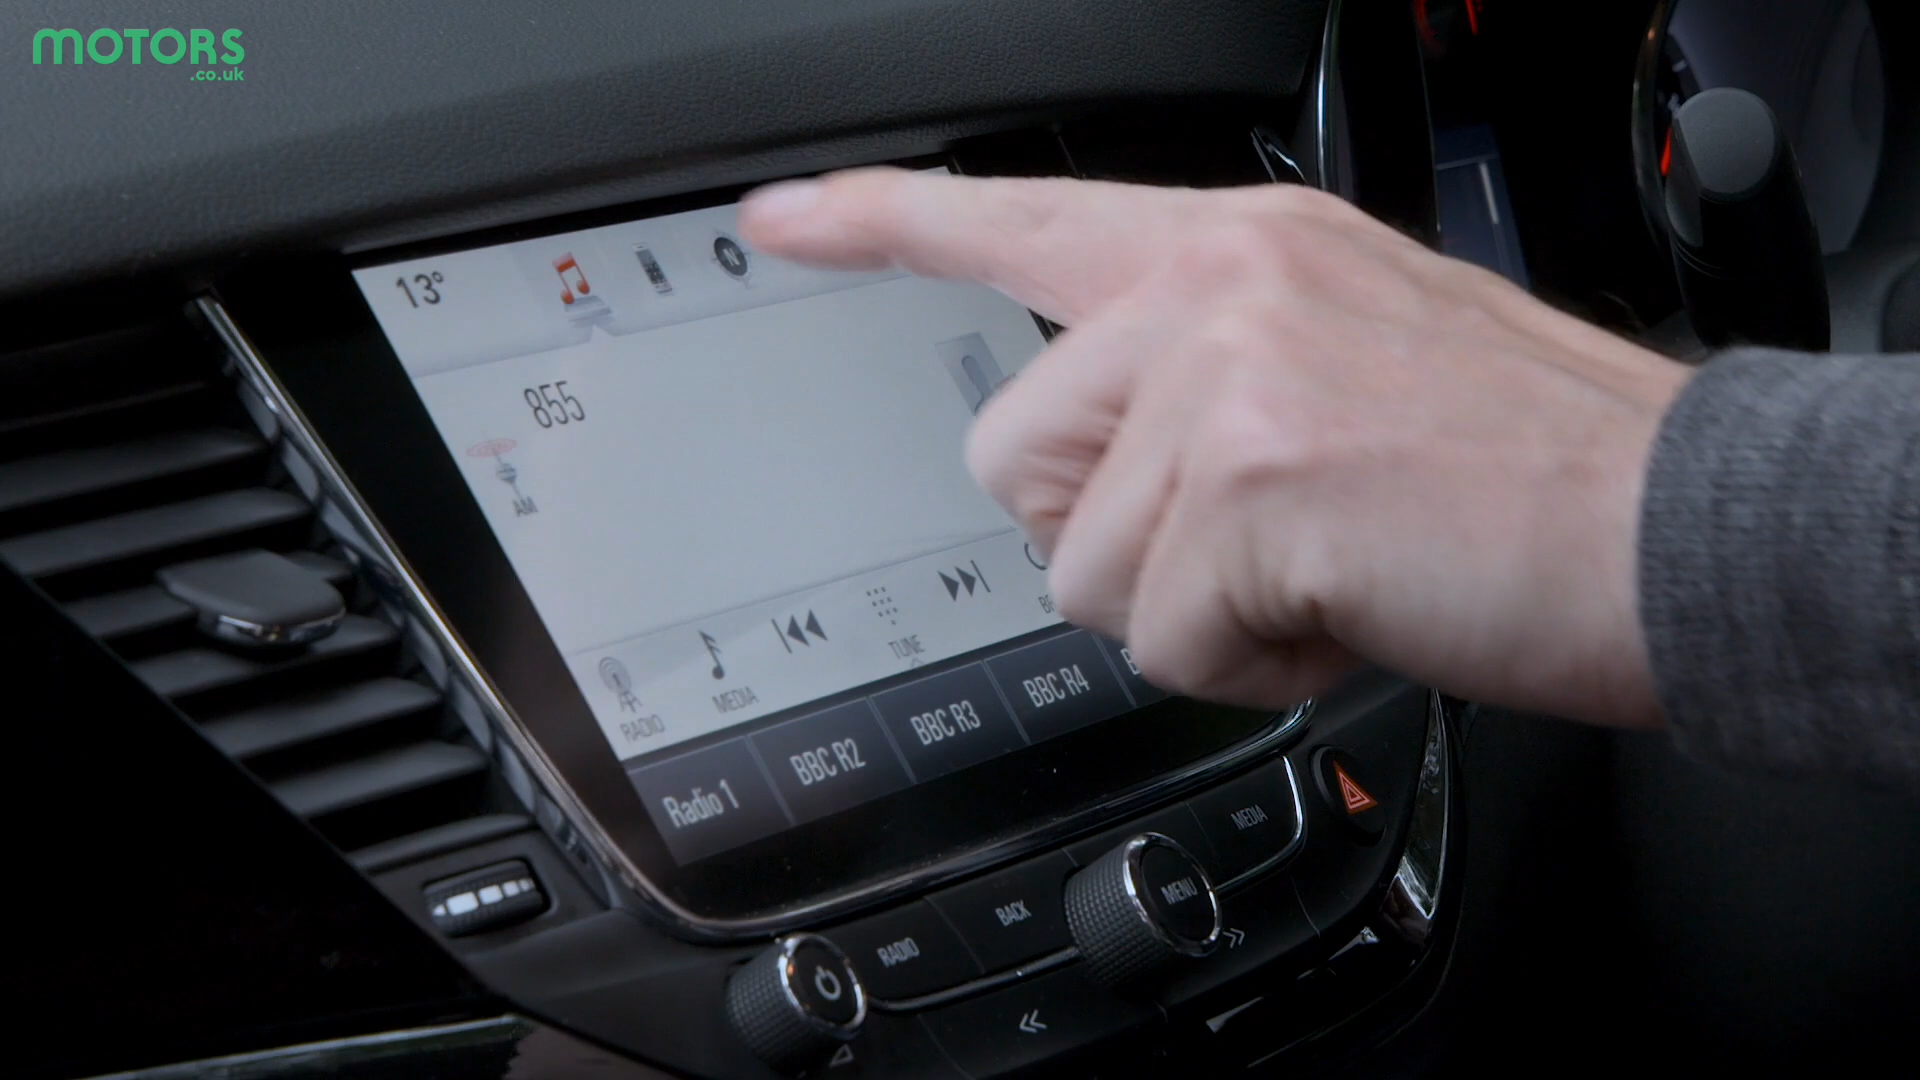 MOTORS
.co.uk
13°
N
855
AM
RADIO
MEDIA
TUNE
Radio 1
BBC R2
BBC R3
BBC R4
RADIO
BACK
MENU
MEDIA